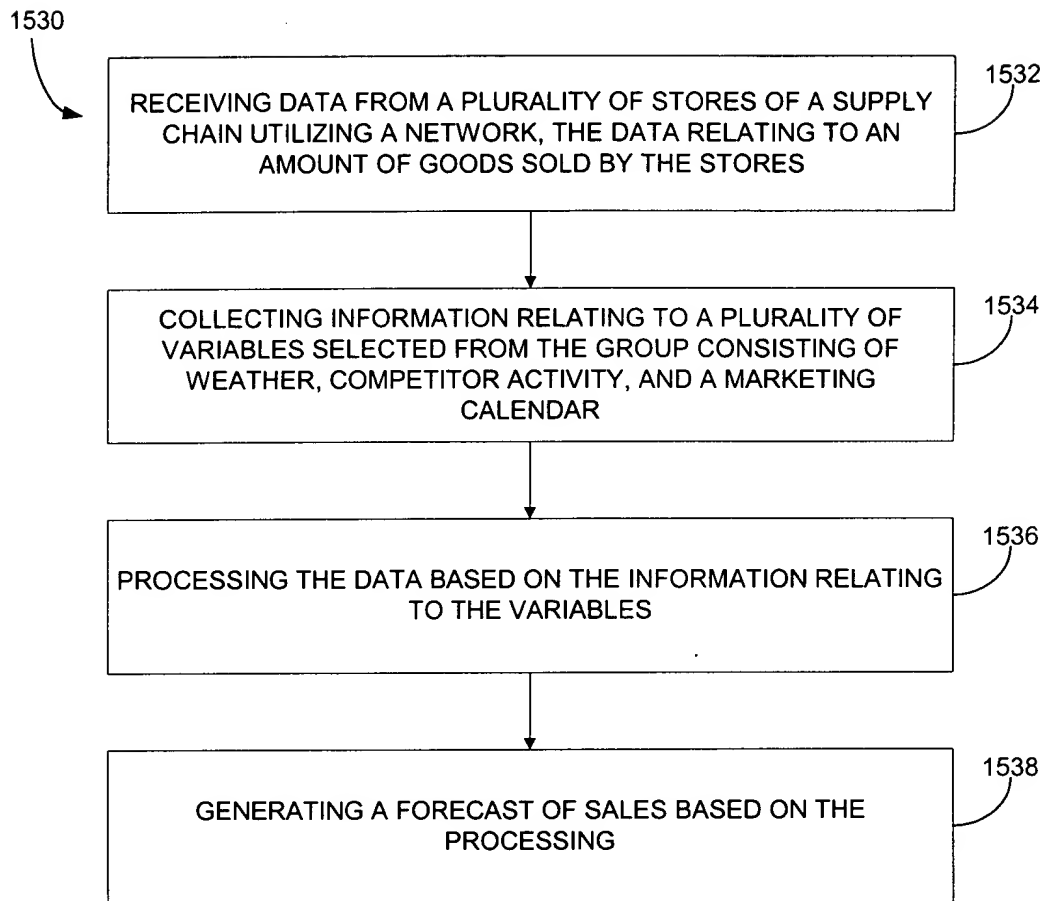 1530
1532
RECEIVING DATA FROM A PLURALITY OF STORES OF A SUPPLY
CHAIN UTILIZING A NETWORK, THE DATA RELATING TO AN
AMOUNT OF GOODS SOLD BY THE STORES
1534
COLLECTING INFORMATION RELATING TO A PLURALITY OF
VARIABLES SELECTED FROM THE GROUP CONSISTING OF
WEATHER, COMPETITOR ACTIVITY, AND A MARKETING
CALENDAR
1536
PROCESSING THE DATA BASED ON THE INFORMATION RELATING
TO THE VARIABLES
1538
GENERATING A FORECAST OF SALES BASED ON THE
PROCESSING